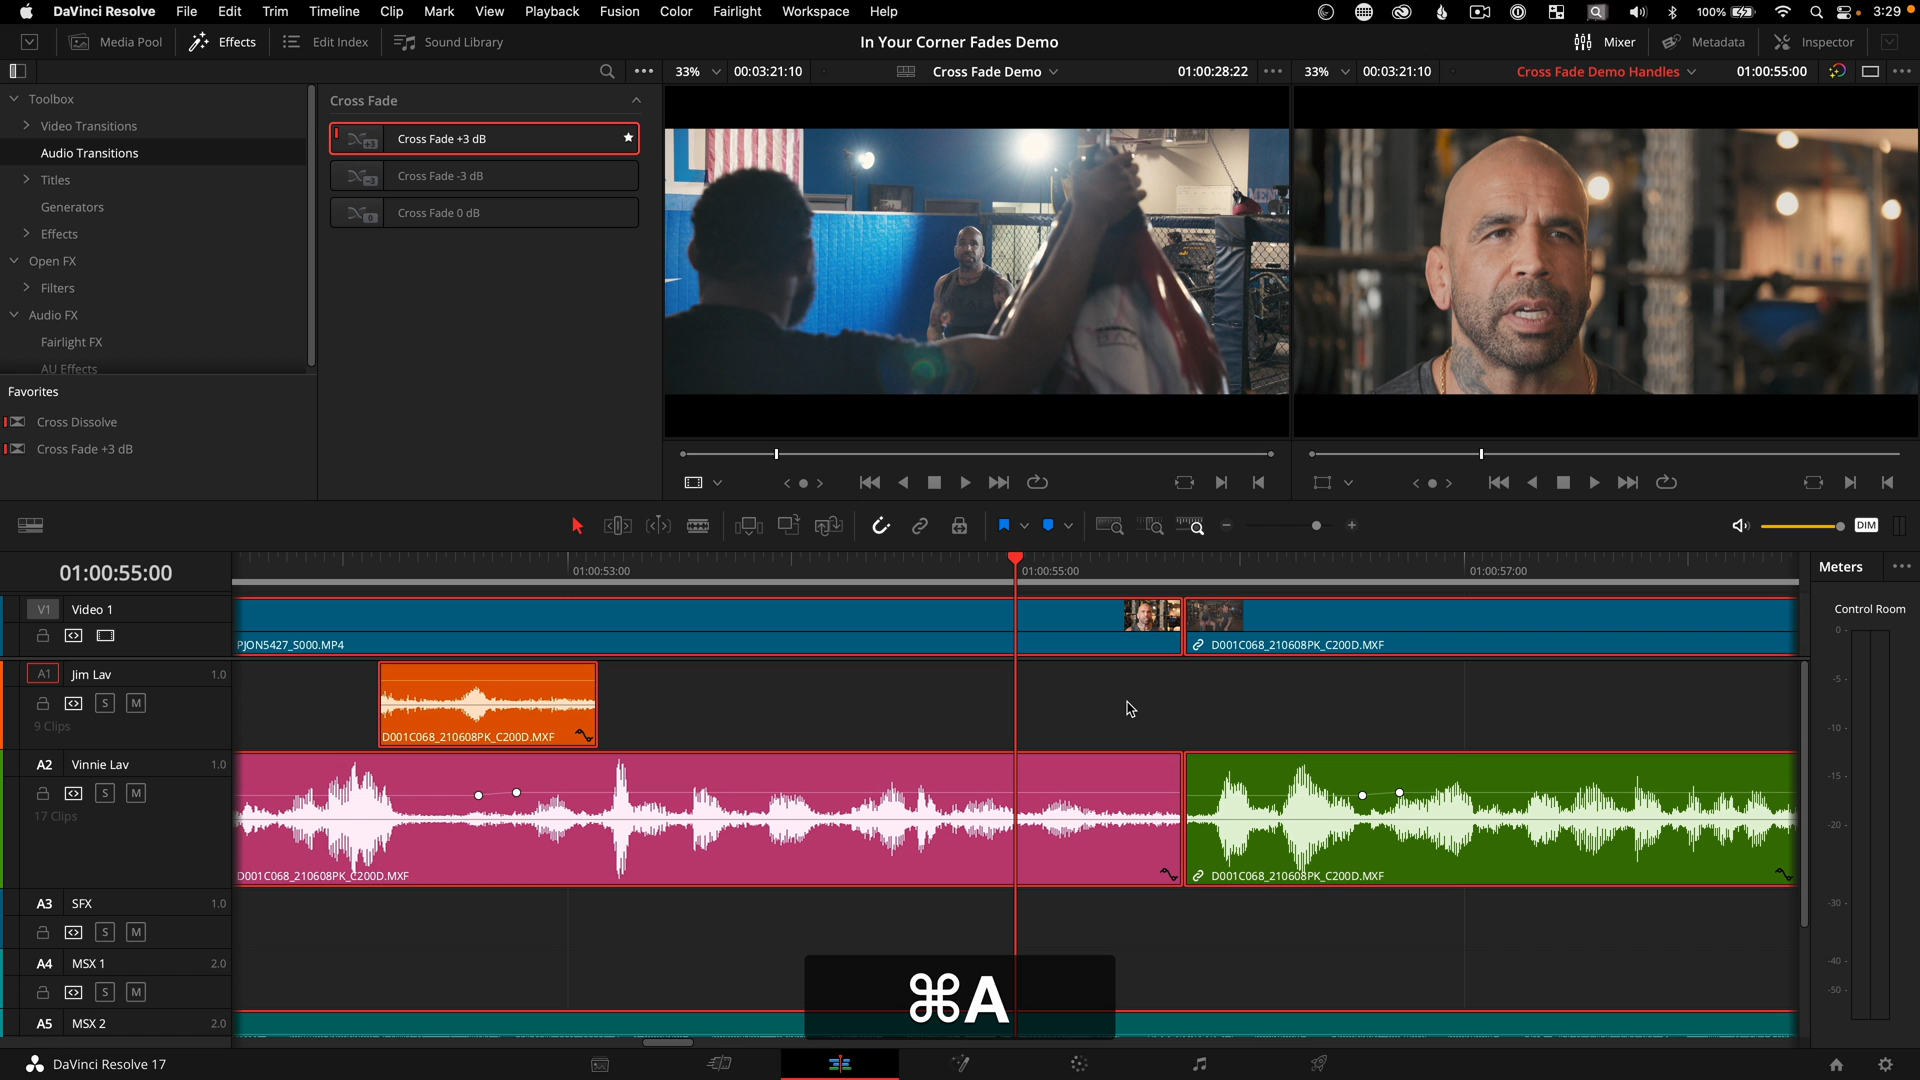 DaVinci Resolve File Edit Trim Timeline Clip Mark View Playback Fusion Color Fairlight Workspace Help 100% 3:29
Media Pool Effects Edit Index Sound Library In Your Corner Fades Demo Mixer Metadata Inspector
33% 00:03:21:10 Cross Fade Demo 01:00:28:22 33% 00:03:21:10 Cross Fade Demo Handles 01:00:55:00
Toolbox
Video Transitions
Audio Transitions
Titles
Generators
Effects
Open FX
Filters
Audio FX
Fairlight FX
AU Effects
Favorites
Cross Dissolve
Cross Fade +3 dB
Cross Fade
+3 Cross Fade +3 dB
-3 Cross Fade -3 dB
0 Cross Fade 0 dB
DIM
01:00:55:00
01:00:53:00 01:00:55:00 01:00:57:00
Meters
Control Room
V1 Video 1
PJON5427_S000.MP4 D001C068_210608PK_C200D.MXF
A1 Jim Lav 1.0
S M
9 Clips
D001C068_210608PK_C200D.MXF
A2 Vinnie Lav 1.0
S M
17 Clips
D001C068_210608PK_C200D.MXF D001C068_210608PK_C200D.MXF
A3 SFX 1.0
S M
A4 MSX 1 2.0
S M
A5 MSX 2 2.0
0
-5
-10
-15
-20
-30
-40
-50
⌘A
DaVinci Resolve 17